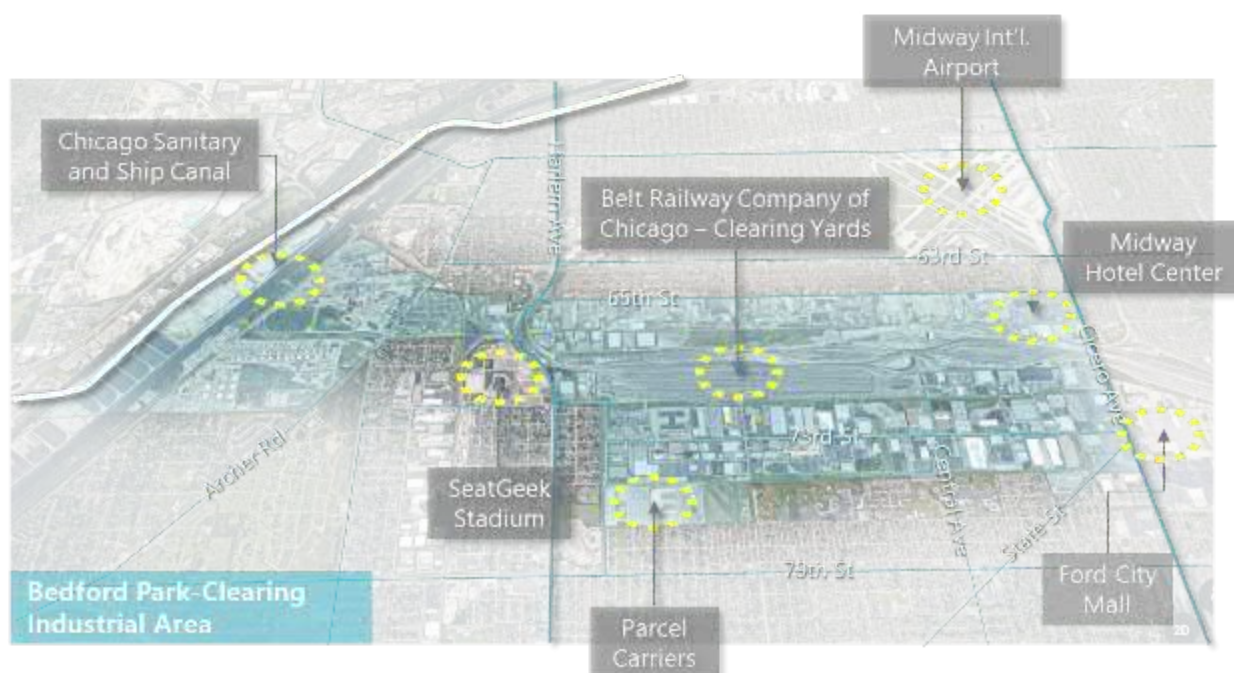 Midway Int'l.
Airport
Chicago Sanitary
and Ship Canal
Harlem Ave
Belt Railway Company of
Chicago – Clearing Yards
63rd St
Midway
Hotel Center
65th St
Cicero Ave
73rd St
Archer Rd
Central Ave
SeatGeek
Stadium
State St
79th St
Ford City
Mall
Bedford Park-Clearing
Industrial Area
Parcel
Carriers
20